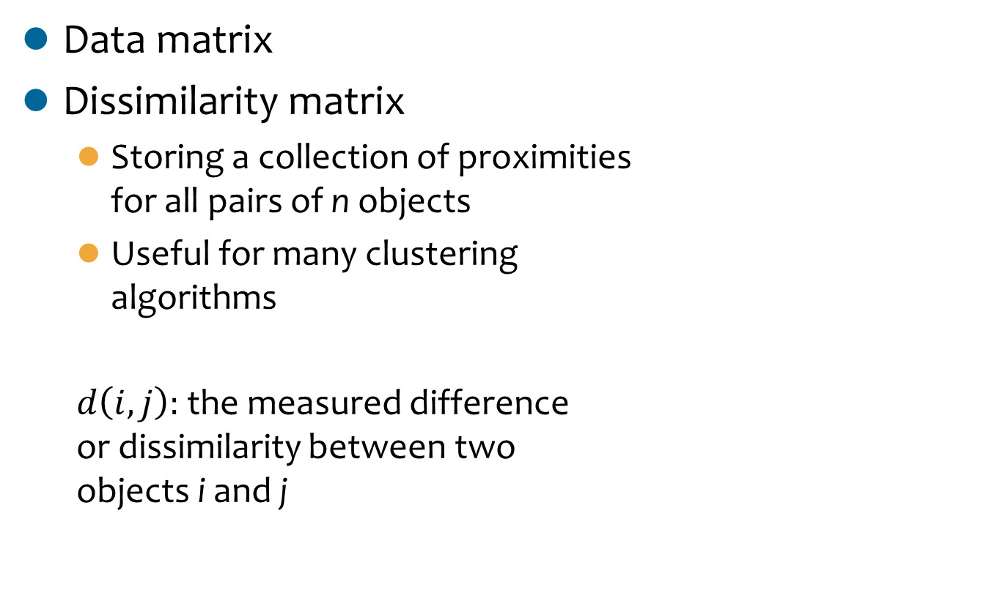 Data matrix
Dissimilarity matrix
Storing a collection of proximities
for all pairs of n objects
Useful for many clustering
algorithms
d(i, j): the measured difference
or dissimilarity between two
objects i and j